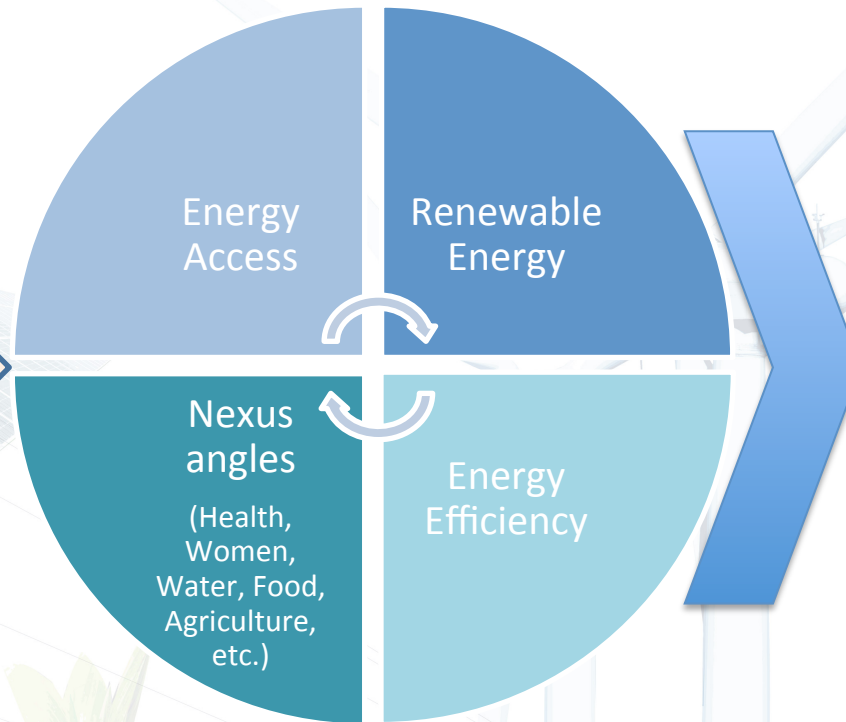 Energy
Access
Renewable
Energy
Nexus
angles
(Health,
Women,
Water, Food,
Agriculture,
etc.)
Energy
Efficiency